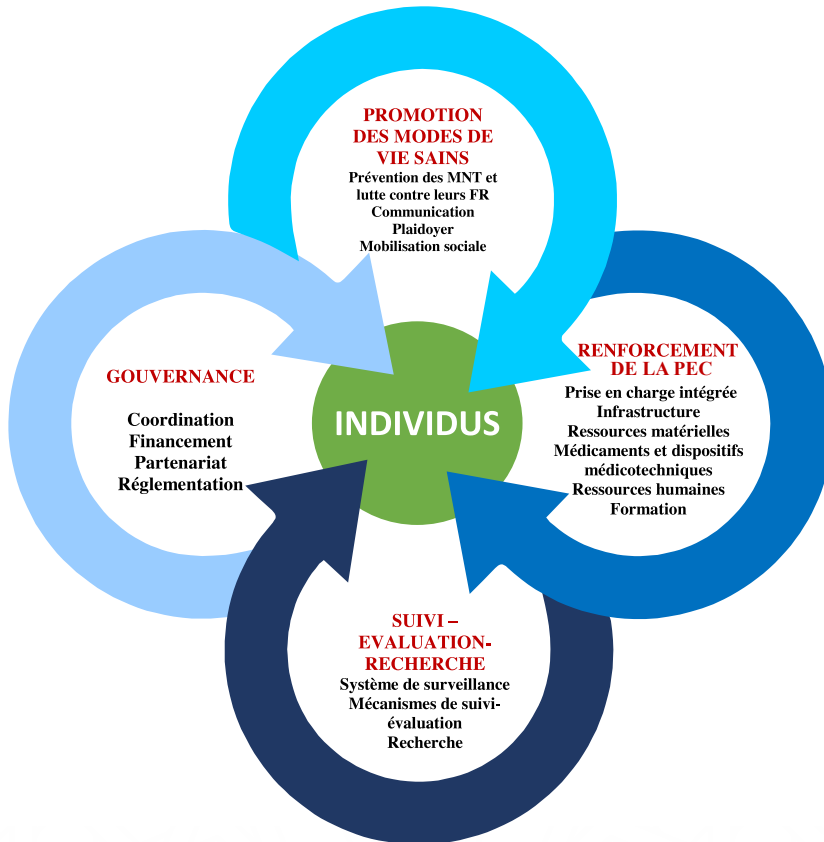 PROMOTION
DES MODES DE
VIE SAINS
Prévention des MNT et
lutte contre leurs FR
Communication
Plaidoyer
Mobilisation sociale
GOUVERNANCE
Coordination
Financement
Partenariat
Réglementation
INDIVIDUS
RENFORCEMENT
DE LA PEC
Prise en charge intégrée
Infrastructure
Ressources matérielles
Médicaments et dispositifs
médicotechniques
Ressources humaines
Formation
SUIVI –
EVALUATION-
RECHERCHE
Système de surveillance
Mécanismes de suivi-
évaluation
Recherche